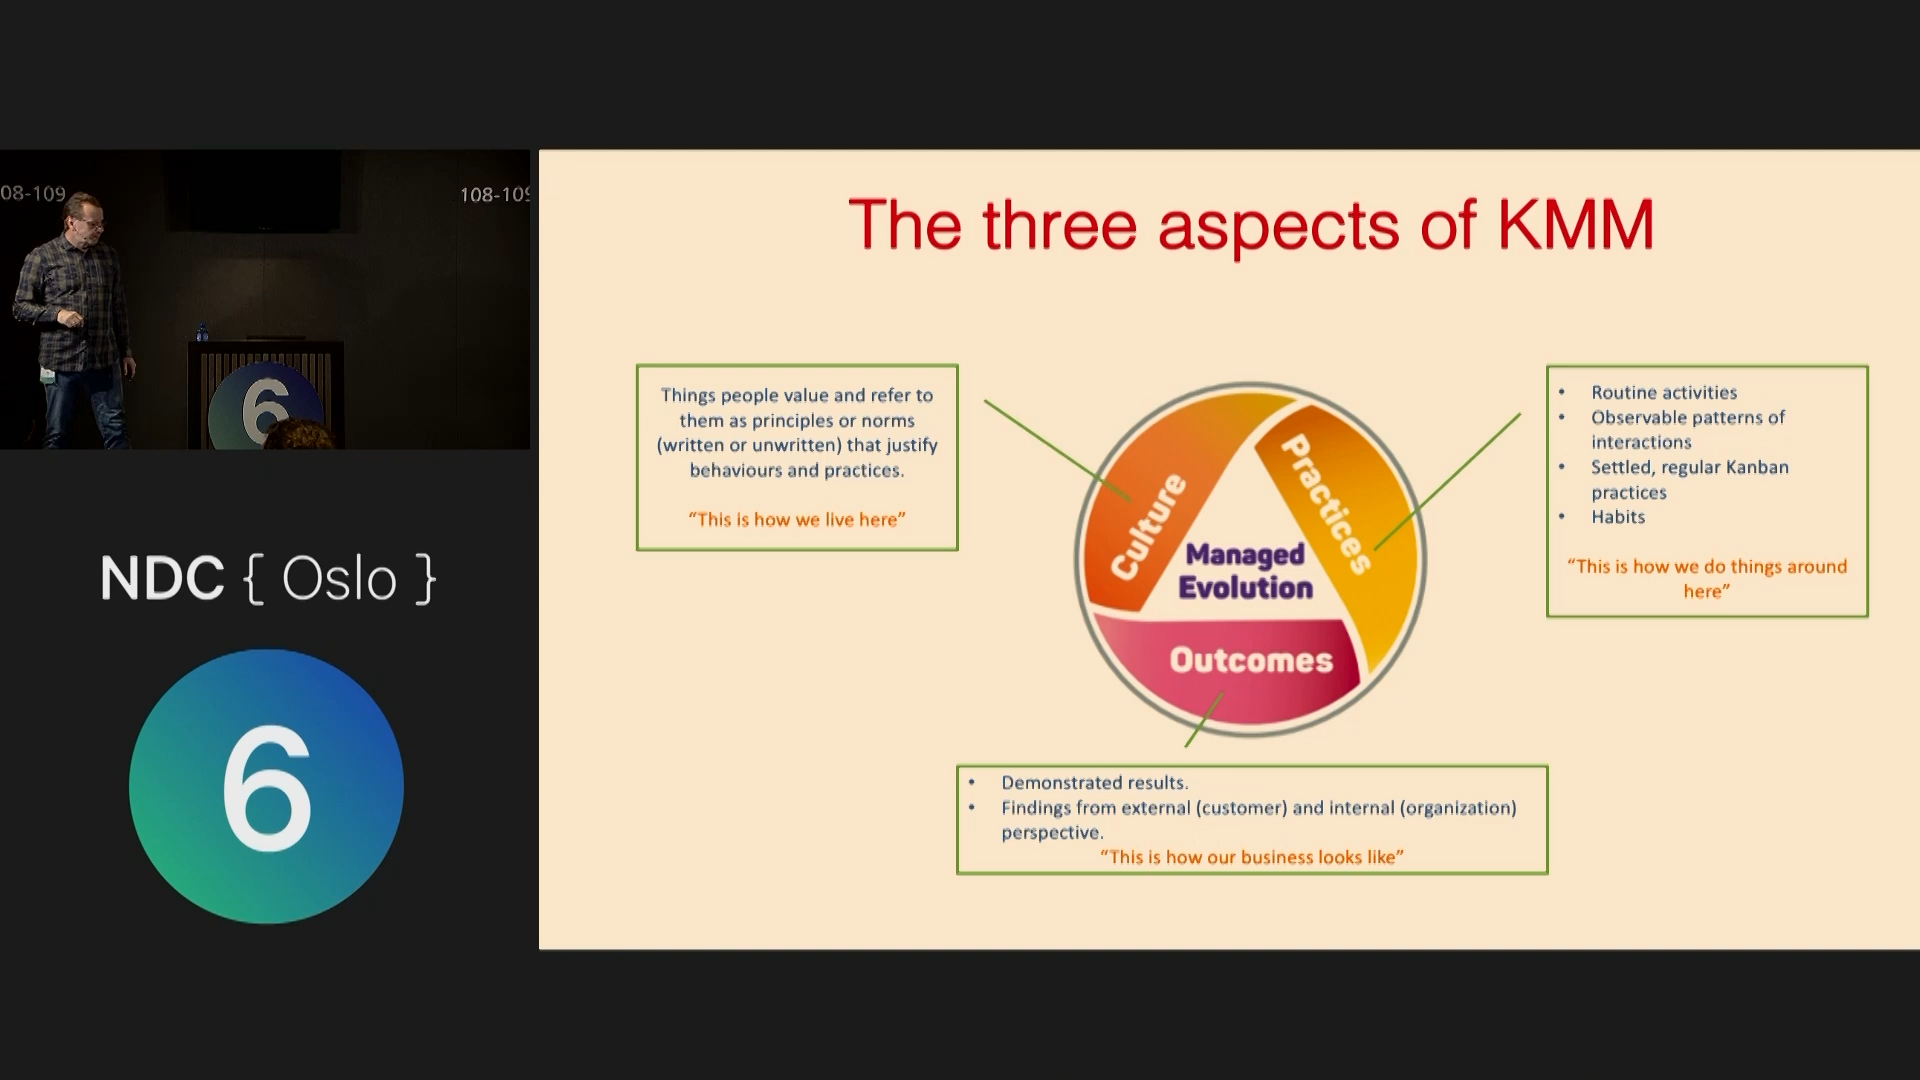 08-109
108-109
6
NDC { Oslo }
6
The three aspects of KMM
Things people value and refer to
them as principles or norms
(written or unwritten) that justify
behaviours and practices.
“This is how we live here”
Culture
Practices
Managed
Evolution
Outcomes
• Routine activities
• Observable patterns of
interactions
• Settled, regular Kanban
practices
• Habits
“This is how we do things around
here”
• Demonstrated results.
• Findings from external (customer) and internal (organization)
perspective.
“This is how our business looks like”